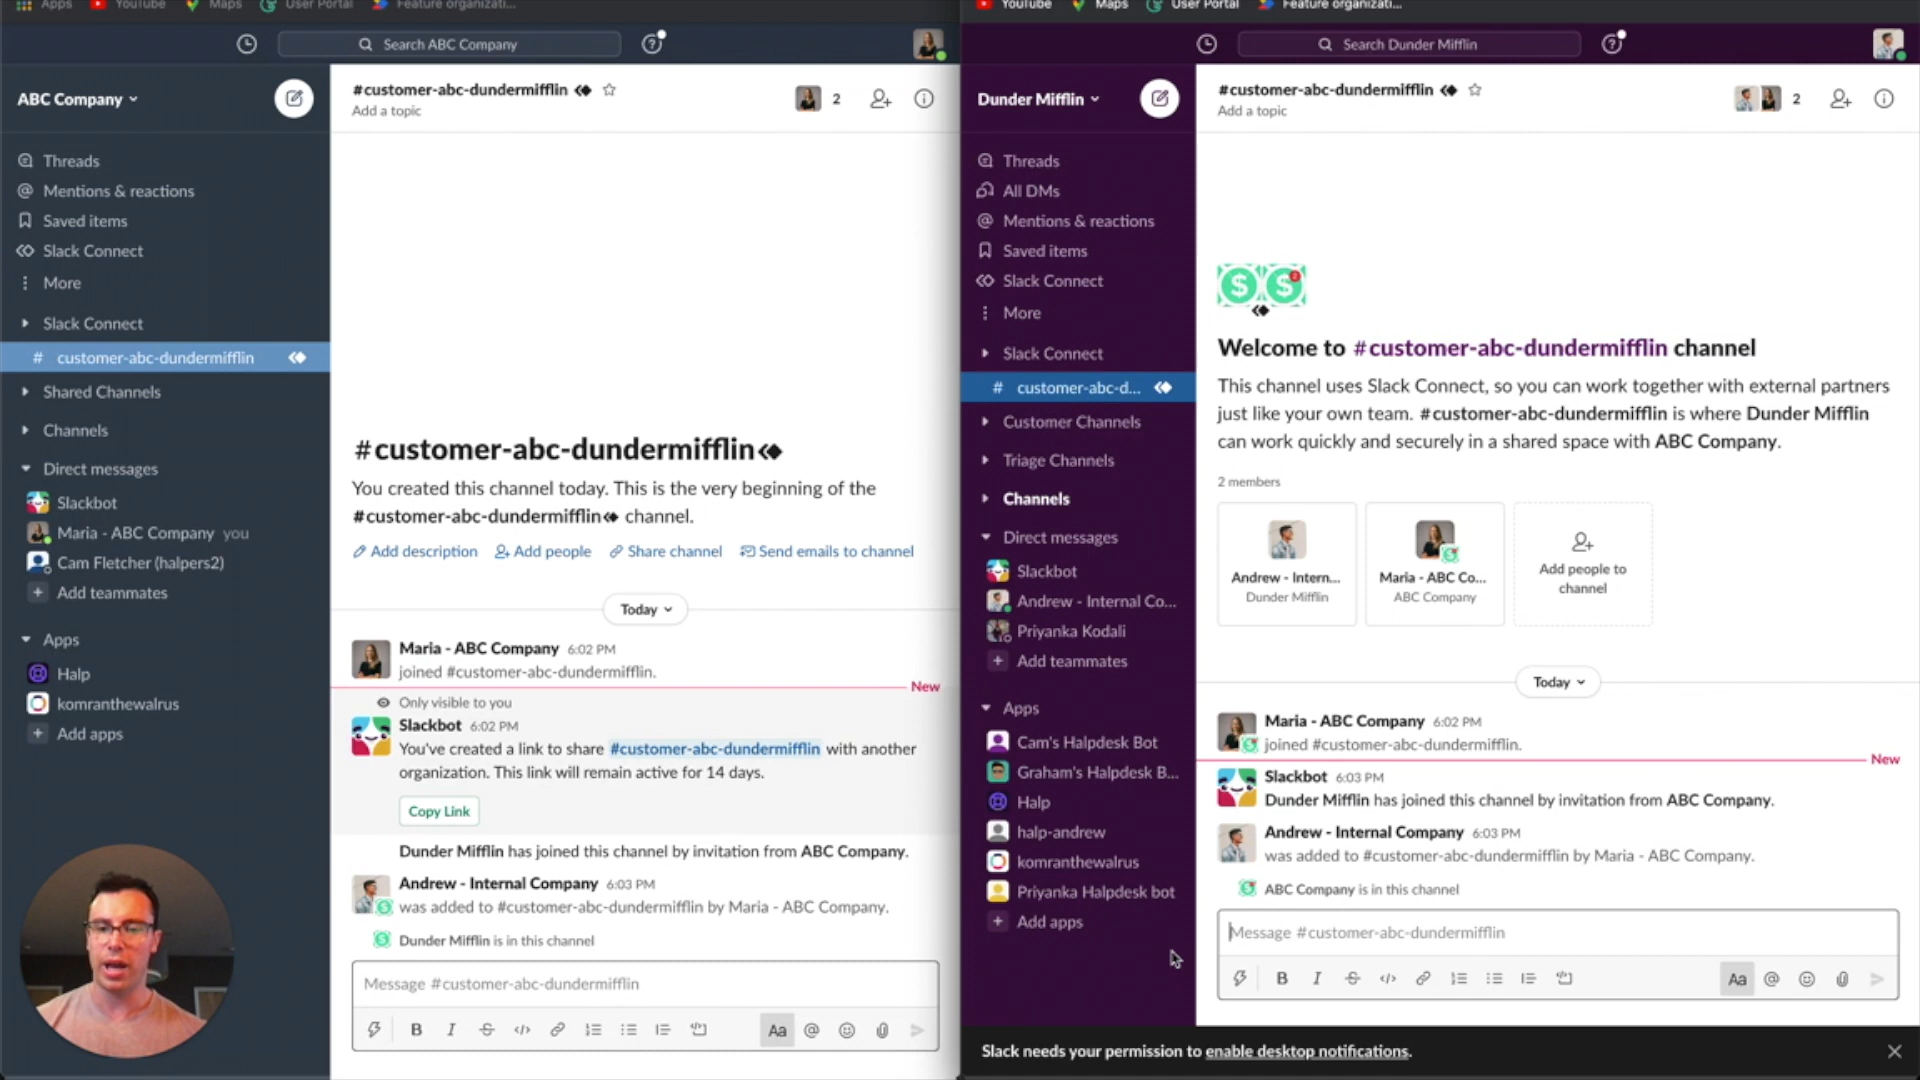 Apps
YouTube
Maps
User Portal
Feature organizati...
Search ABC Company
ABC Company
Threads
Mentions & reactions
Saved items
Slack Connect
More
Slack Connect
# customer-abc-dundermifflin
Shared Channels
Channels
Direct messages
Slackbot
Maria - ABC Company you
Cam Fletcher (halpers2)
+ Add teammates
Apps
Halp
komranthewalrus
+ Add apps
#customer-abc-dundermifflin
Add a topic
2
#customer-abc-dundermifflin
You created this channel today. This is the very beginning of the
#customer-abc-dundermifflin channel.
Add description Add people Share channel Send emails to channel
Today
Maria - ABC Company 6:02 PM
joined #customer-abc-dundermifflin.
New
Only visible to you
Slackbot 6:02 PM
You've created a link to share #customer-abc-dundermifflin with another
organization. This link will remain active for 14 days.
Copy Link
Dunder Mifflin has joined this channel by invitation from ABC Company.
Andrew - Internal Company 6:03 PM
was added to #customer-abc-dundermifflin by Maria - ABC Company.
Dunder Mifflin is in this channel
Message #customer-abc-dundermifflin
B I S </> Aa @
YouTube
Maps
User Portal
Feature organizati...
Search Dunder Mifflin
Dunder Mifflin
Threads
All DMs
Mentions & reactions
Saved items
Slack Connect
More
Slack Connect
# customer-abc-d...
Customer Channels
Triage Channels
Channels
Direct messages
Slackbot
Andrew - Internal Co...
Priyanka Kodali
+ Add teammates
Apps
Cam's Halpdesk Bot
Graham's Halpdesk B...
Halp
halp-andrew
komranthewalrus
Priyanka Halpdesk bot
+ Add apps
#customer-abc-dundermifflin
Add a topic
2
Welcome to #customer-abc-dundermifflin channel
This channel uses Slack Connect, so you can work together with external partners
just like your own team. #customer-abc-dundermifflin is where Dunder Mifflin
can work quickly and securely in a shared space with ABC Company.
2 members
Andrew - Intern...
Dunder Mifflin
Maria - ABC Co...
ABC Company
Add people to
channel
Today
Maria - ABC Company 6:02 PM
joined #customer-abc-dundermifflin.
New
Slackbot 6:03 PM
Dunder Mifflin has joined this channel by invitation from ABC Company.
Andrew - Internal Company 6:03 PM
was added to #customer-abc-dundermifflin by Maria - ABC Company.
ABC Company is in this channel
Message #customer-abc-dundermifflin
B I S </> Aa @
Slack needs your permission to enable desktop notifications.